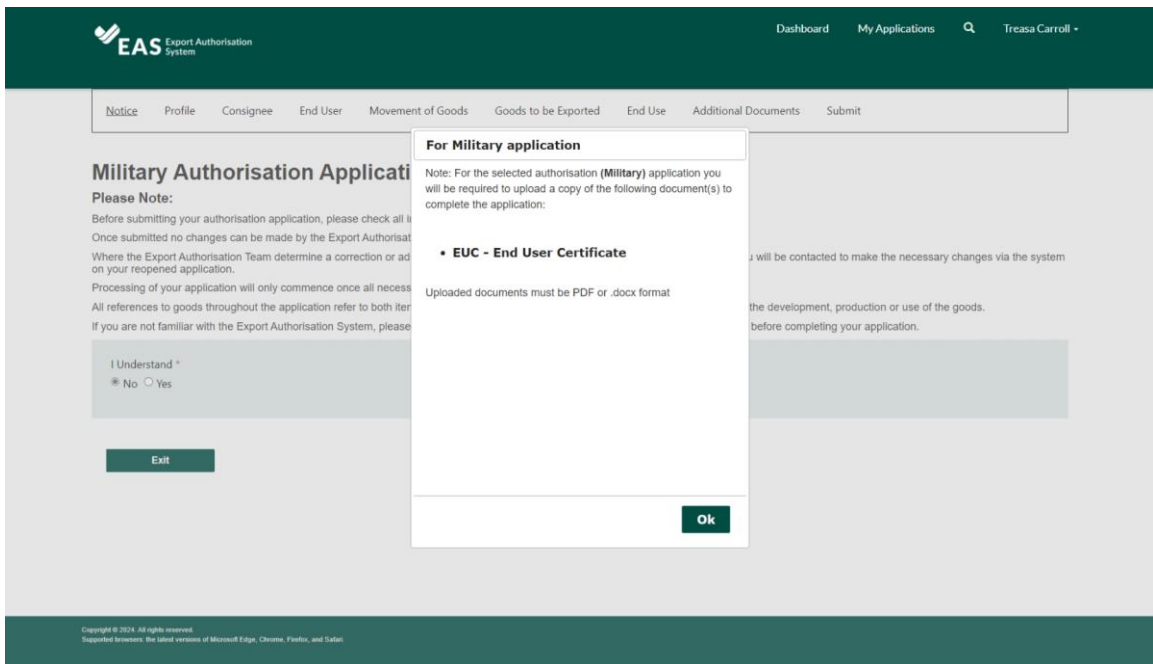 EAS Export Authorisation System
Dashboard My Applications Treasa Carroll
Notice Profile Consignee End User Movement of Goods Goods to be Exported End Use Additional Documents Submit
For Military application
Note: For the selected authorisation (Military) application you
will be required to upload a copy of the following document(s) to
complete the application:
• EUC - End User Certificate
Uploaded documents must be PDF or .docx format
Ok
Military Authorisation
Please Note:
Before submitting your authorisation application, please check all
Once submitted no changes can be made by the Export
Where the Export Authorisation Team determine a correction or will be contacted to make the necessary changes via the system
on your reopened application.
Processing of your application will only commence once all
All references to goods throughout the application refer to both the development, production or use of the goods.
If you are not familiar with the Export Authorisation System, please before completing your application.
I Understand *
No Yes
Exit
Copyright © 2024. All rights reserved.
Supported browsers: the latest versions of Microsoft Edge, Chrome, Firefox, and Safari.